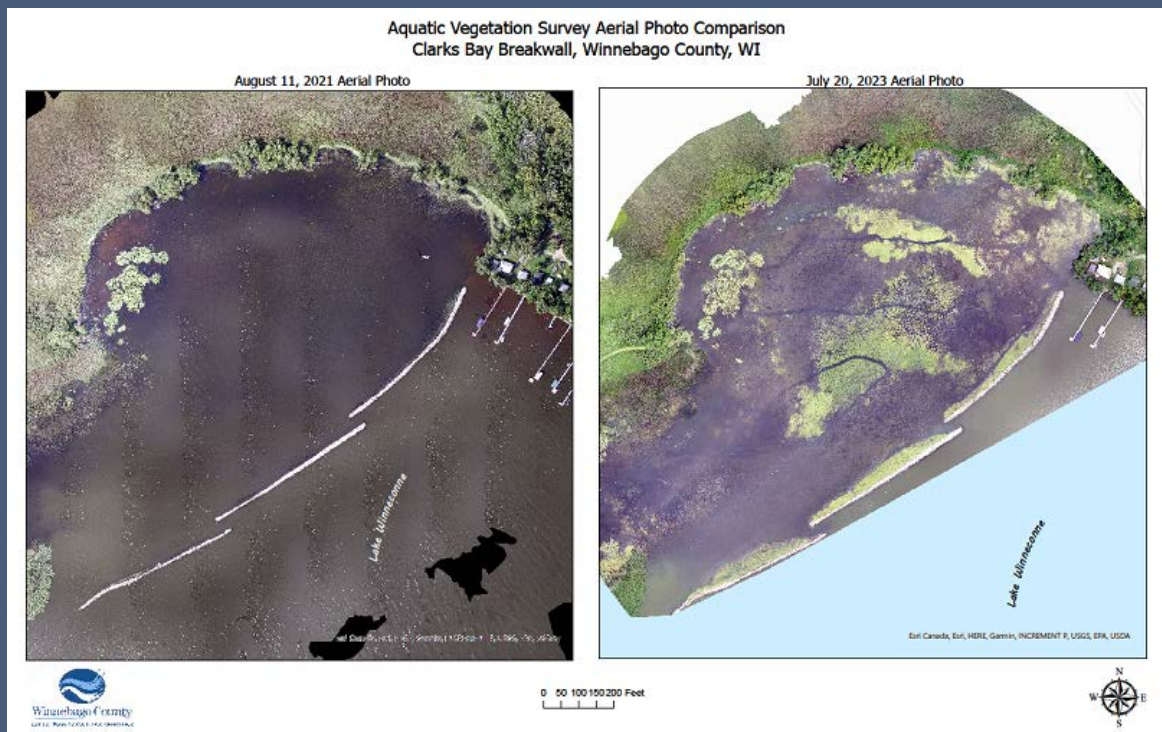 Aquatic Vegetation Survey Aerial Photo Comparison
Clarks Bay Breakwall, Winnebago County, WI
August 11, 2021 Aerial Photo
July 20, 2023 Aerial Photo
Lake Winneconne
Lake Winneconne
Esri Canada, Esri, HERE, Garmin, INCREMENT P, USGS, EPA, USDA
Winnebago County
0 50 100 150 200 Feet
N
W E
S